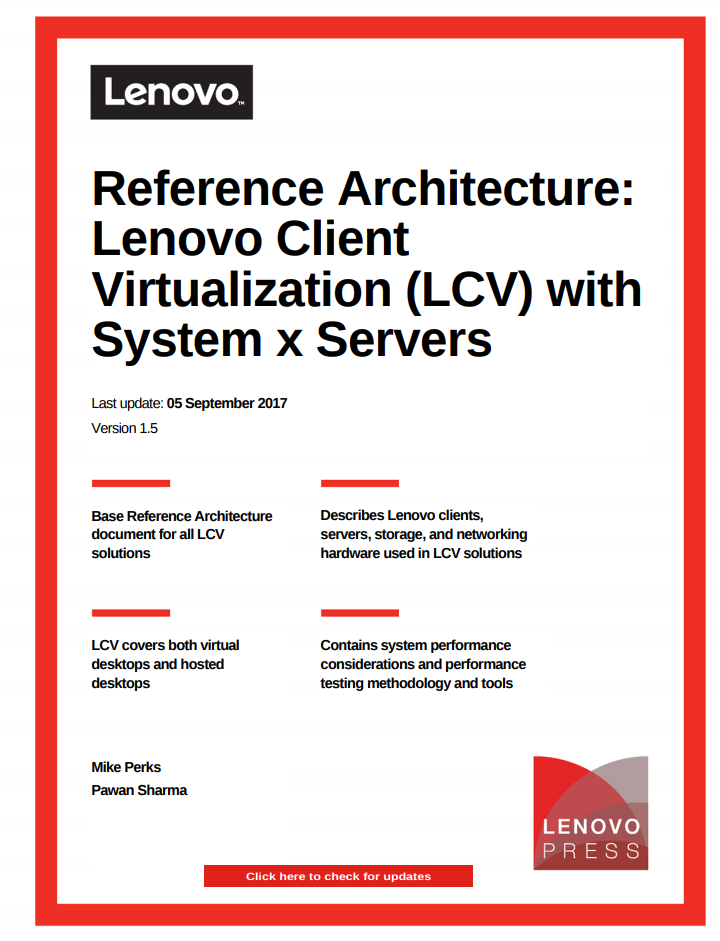 Lenovo™
Reference Architecture:
Lenovo Client
Virtualization (LCV) with
System x Servers
Last update: 05 September 2017
Version 1.5
Base Reference Architecture
document for all LCV
solutions
Describes Lenovo clients,
servers, storage, and networking
hardware used in LCV solutions
LCV covers both virtual
desktops and hosted
desktops
Contains system performance
considerations and performance
testing methodology and tools
Mike Perks
Pawan Sharma
LENOVO
PRESS
Click here to check for updates